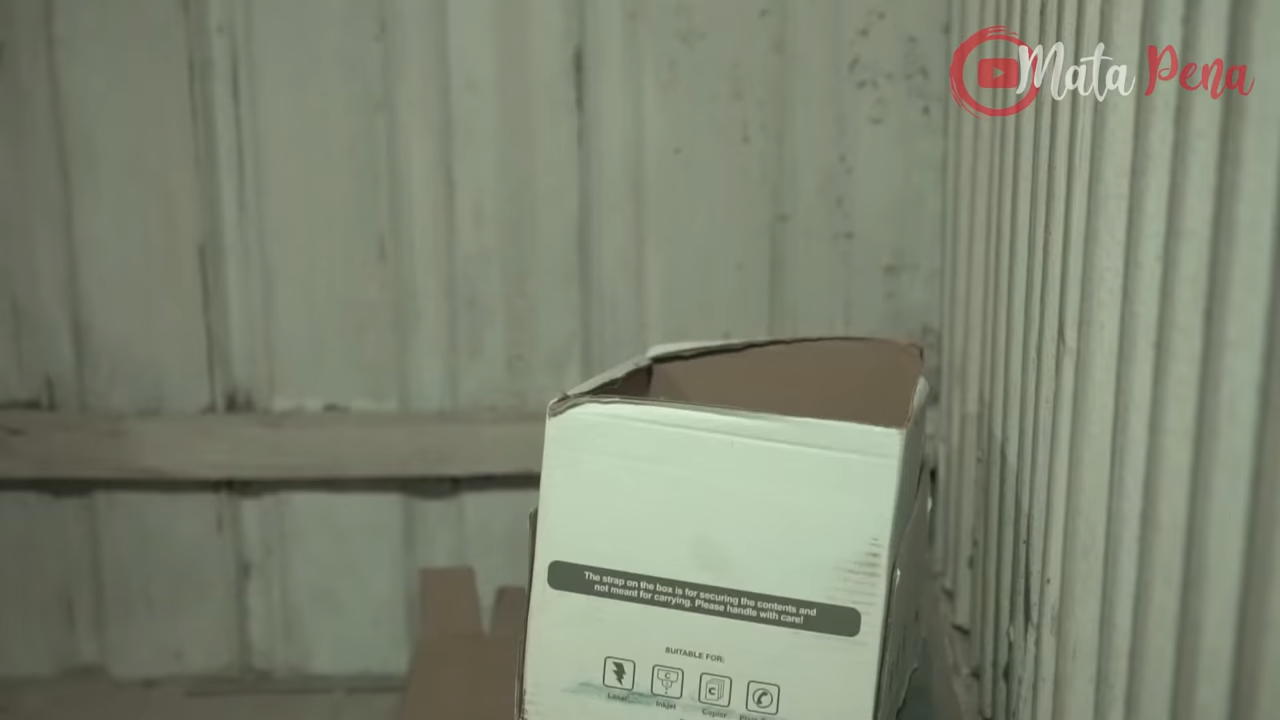 Mata Pena
The strap on the box is for securing the contents and
not meant for carrying. Please handle with care!
SUITABLE FOR:
Laser
Inkjet
Copier